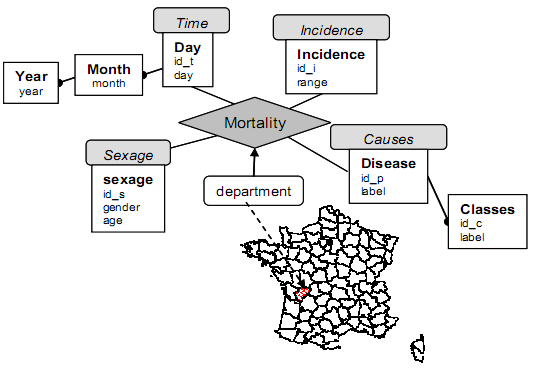 Time
Incidence
Day
id_t
day
Incidence
id_i
range
Month
month
Year
year
Mortality
Causes
Sexage
Disease
id_p
label
sexage
id_s
gender
age
department
Classes
id_c
label